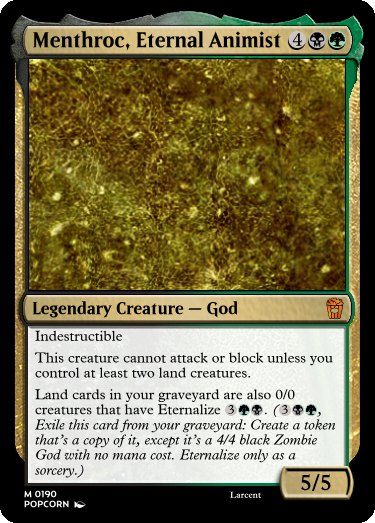 Menthroc, Eternal Animist 4
Legendary Creature — God
Indestructible
This creature cannot attack or block unless you
control at least two land creatures.
Land cards in your graveyard are also 0/0
creatures that have Eternalize 3 . ( 3 ,
Exile this card from your graveyard: Create a token
that's a copy of it, except it's a 4/4 black Zombie
God with no mana cost. Eternalize only as a
sorcery.)
5/5
M 0190
POPCORN
Larcent